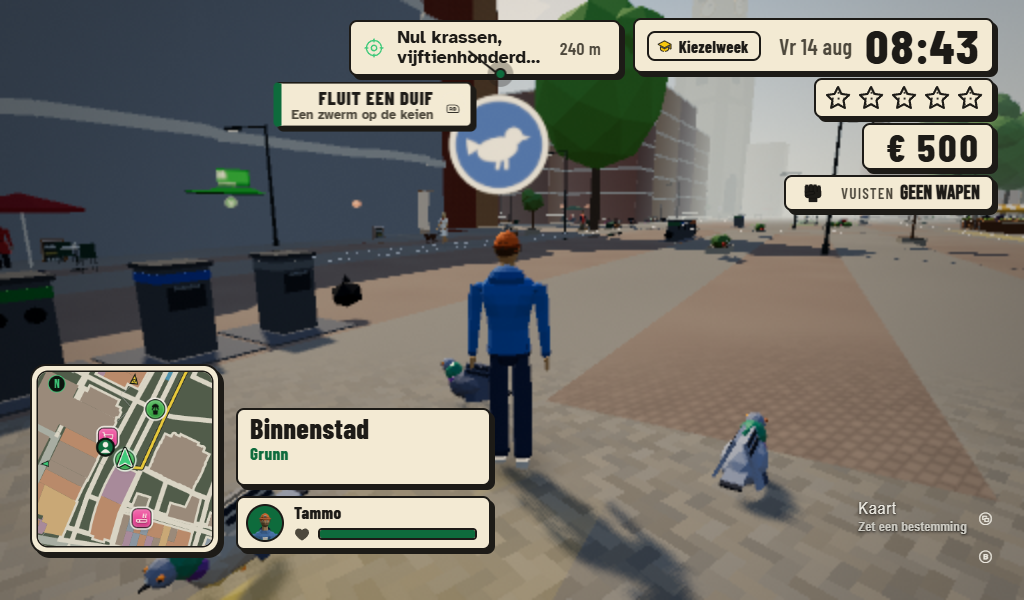 Nul krassen,
vijftienhonderd...
240 m
Kiezelweek
Vr 14 aug
08:43
FLUIT EEN DUIF
Een zwerm op de keien
€ 500
VUISTEN GEEN WAPEN
N
Binnenstad
Grunn
Tammo
Kaart
Zet een bestemming
B